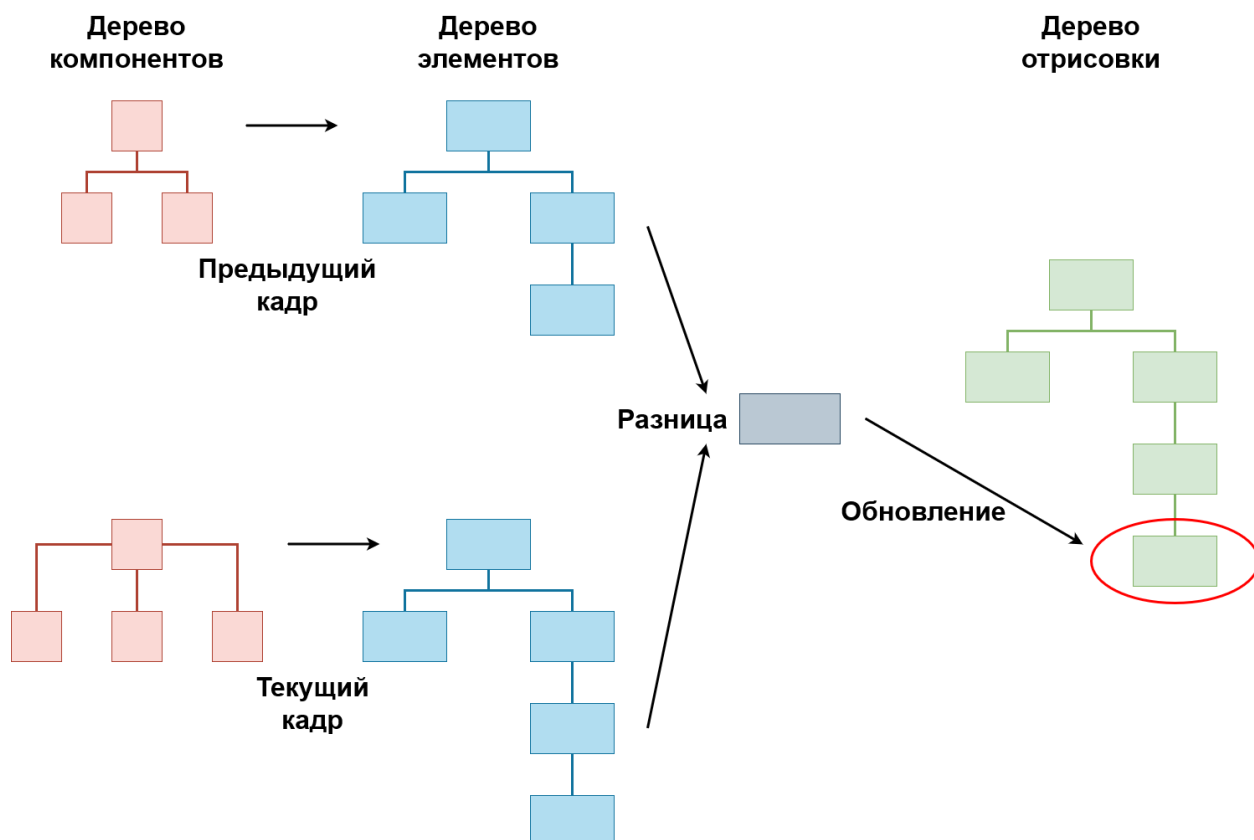 Дерево
компонентов
Дерево
элементов
Дерево
отрисовки
Предыдущий
кадр
Разница
Обновление
Текущий
кадр